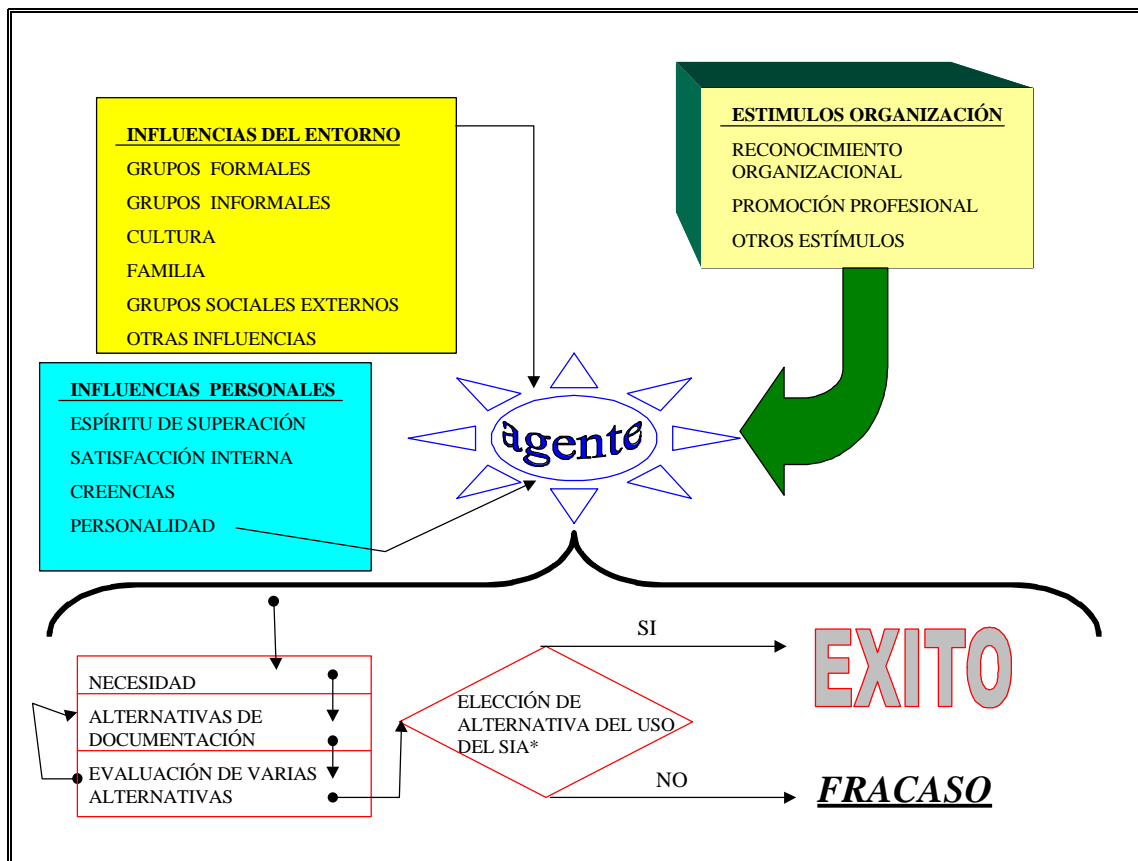 INFLUENCIAS DEL ENTORNO
GRUPOS FORMALES
GRUPOS INFORMALES
CULTURA
FAMILIA
GRUPOS SOCIALES EXTERNOS
OTRAS INFLUENCIAS
ESTIMULOS ORGANIZACIÓN
RECONOCIMIENTO
ORGANIZACIONAL
PROMOCIÓN PROFESIONAL
OTROS ESTÍMULOS
INFLUENCIAS PERSONALES
ESPÍRITU DE SUPERACIÓN
SATISFACCIÓN INTERNA
CREENCIAS
PERSONALIDAD
agente
NECESIDAD
ALTERNATIVAS DE
DOCUMENTACIÓN
EVALUACIÓN DE VARIAS
ALTERNATIVAS
ELECCIÓN DE
ALTERNATIVA DEL USO
DEL SIA*
SI
EXITO
NO
FRACASO